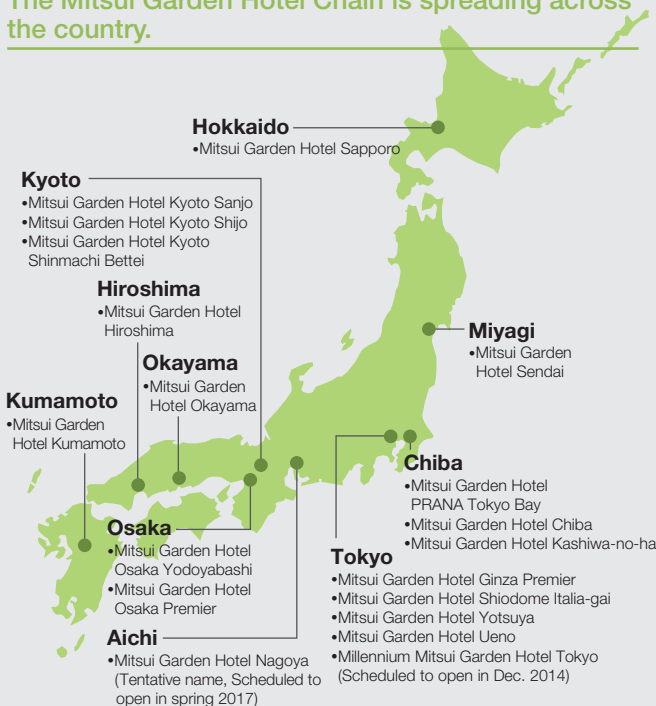 The Mitsui Garden Hotel Chain is spreading across
the country.
Hokkaido
•Mitsui Garden Hotel Sapporo
Kyoto
•Mitsui Garden Hotel Kyoto Sanjo
•Mitsui Garden Hotel Kyoto Shijo
•Mitsui Garden Hotel Kyoto
Shinmachi Bettei
Hiroshima
•Mitsui Garden Hotel
Hiroshima
Okayama
•Mitsui Garden
Hotel Okayama
Kumamoto
•Mitsui Garden
Hotel Kumamoto
Miyagi
•Mitsui Garden
Hotel Sendai
Chiba
•Mitsui Garden Hotel
PRANA Tokyo Bay
•Mitsui Garden Hotel Chiba
•Mitsui Garden Hotel Kashiwa-no-ha
Osaka
•Mitsui Garden Hotel
Osaka Yodoyabashi
•Mitsui Garden Hotel
Osaka Premier
Tokyo
•Mitsui Garden Hotel Ginza Premier
•Mitsui Garden Hotel Shiodome Italia-gai
•Mitsui Garden Hotel Yotsuya
•Mitsui Garden Hotel Ueno
•Millennium Mitsui Garden Hotel Tokyo
(Scheduled to open in Dec. 2014)
Aichi
•Mitsui Garden Hotel Nagoya
(Tentative name, Scheduled to
open in spring 2017)